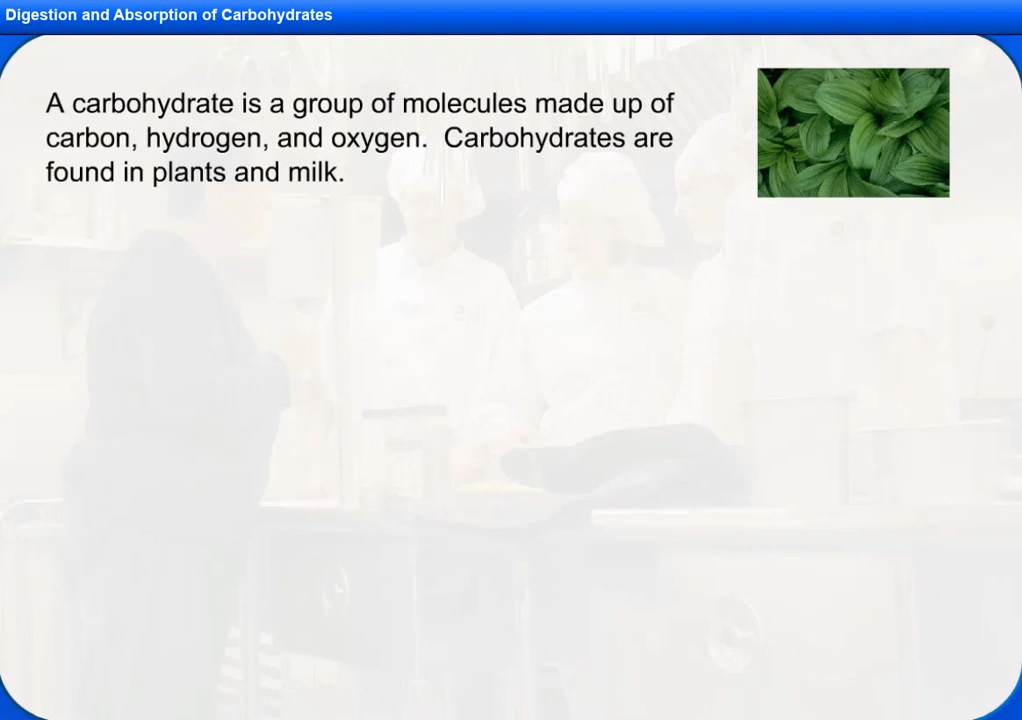 Digestion and Absorption of Carbohydrates
A carbohydrate is a group of molecules made up of
carbon, hydrogen, and oxygen.  Carbohydrates are
found in plants and milk.